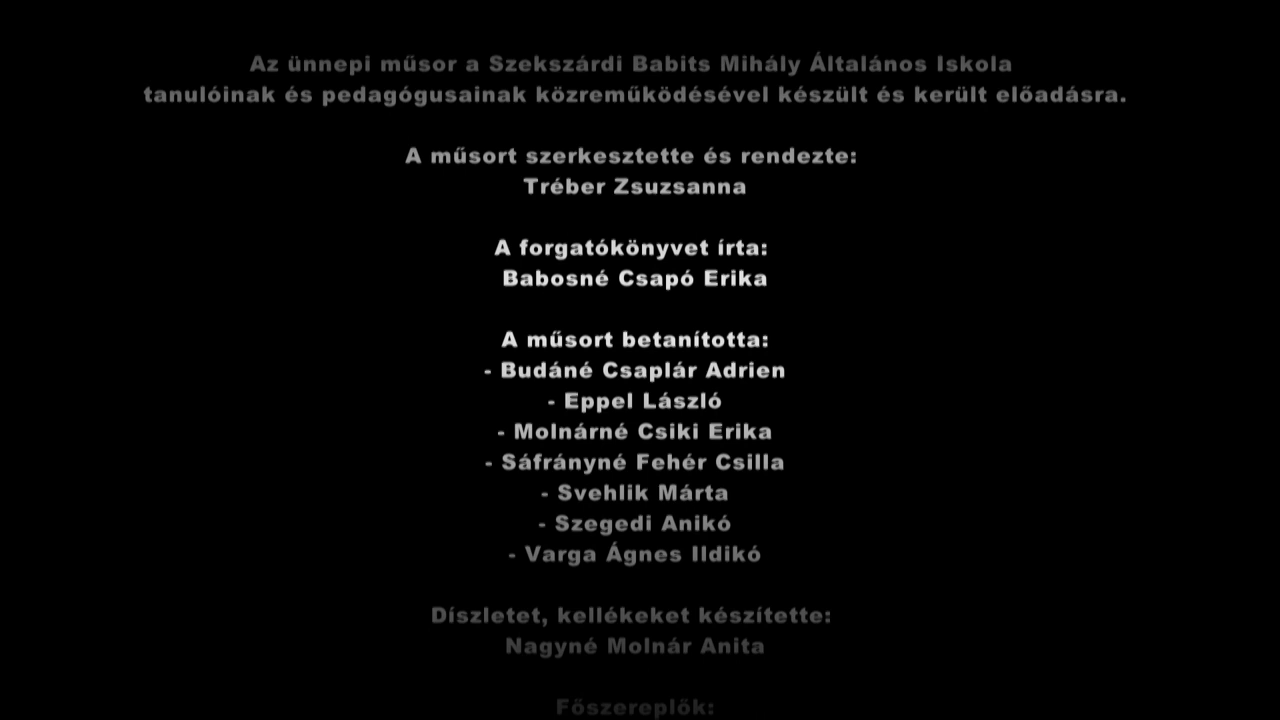 Az ünnepi műsor a Szekszárdi Babits Mihály Általános Iskola
tanulóinak és pedagógusainak közreműködésével készült és került előadásra.
A műsort szerkesztette és rendezte:
Tréber Zsuzsanna
A forgatókönyvet írta:
Babosné Csapó Erika
A műsort betanította:
- Budáné Csaplár Adrien
- Eppel László
- Molnárné Csiki Erika
- Sáfrányné Fehér Csilla
- Svehlik Márta
- Szegedi Anikó
- Varga Ágnes Ildikó
Díszletet, kellékeket készítette:
Nagyné Molnár Anita
Főszereplők: